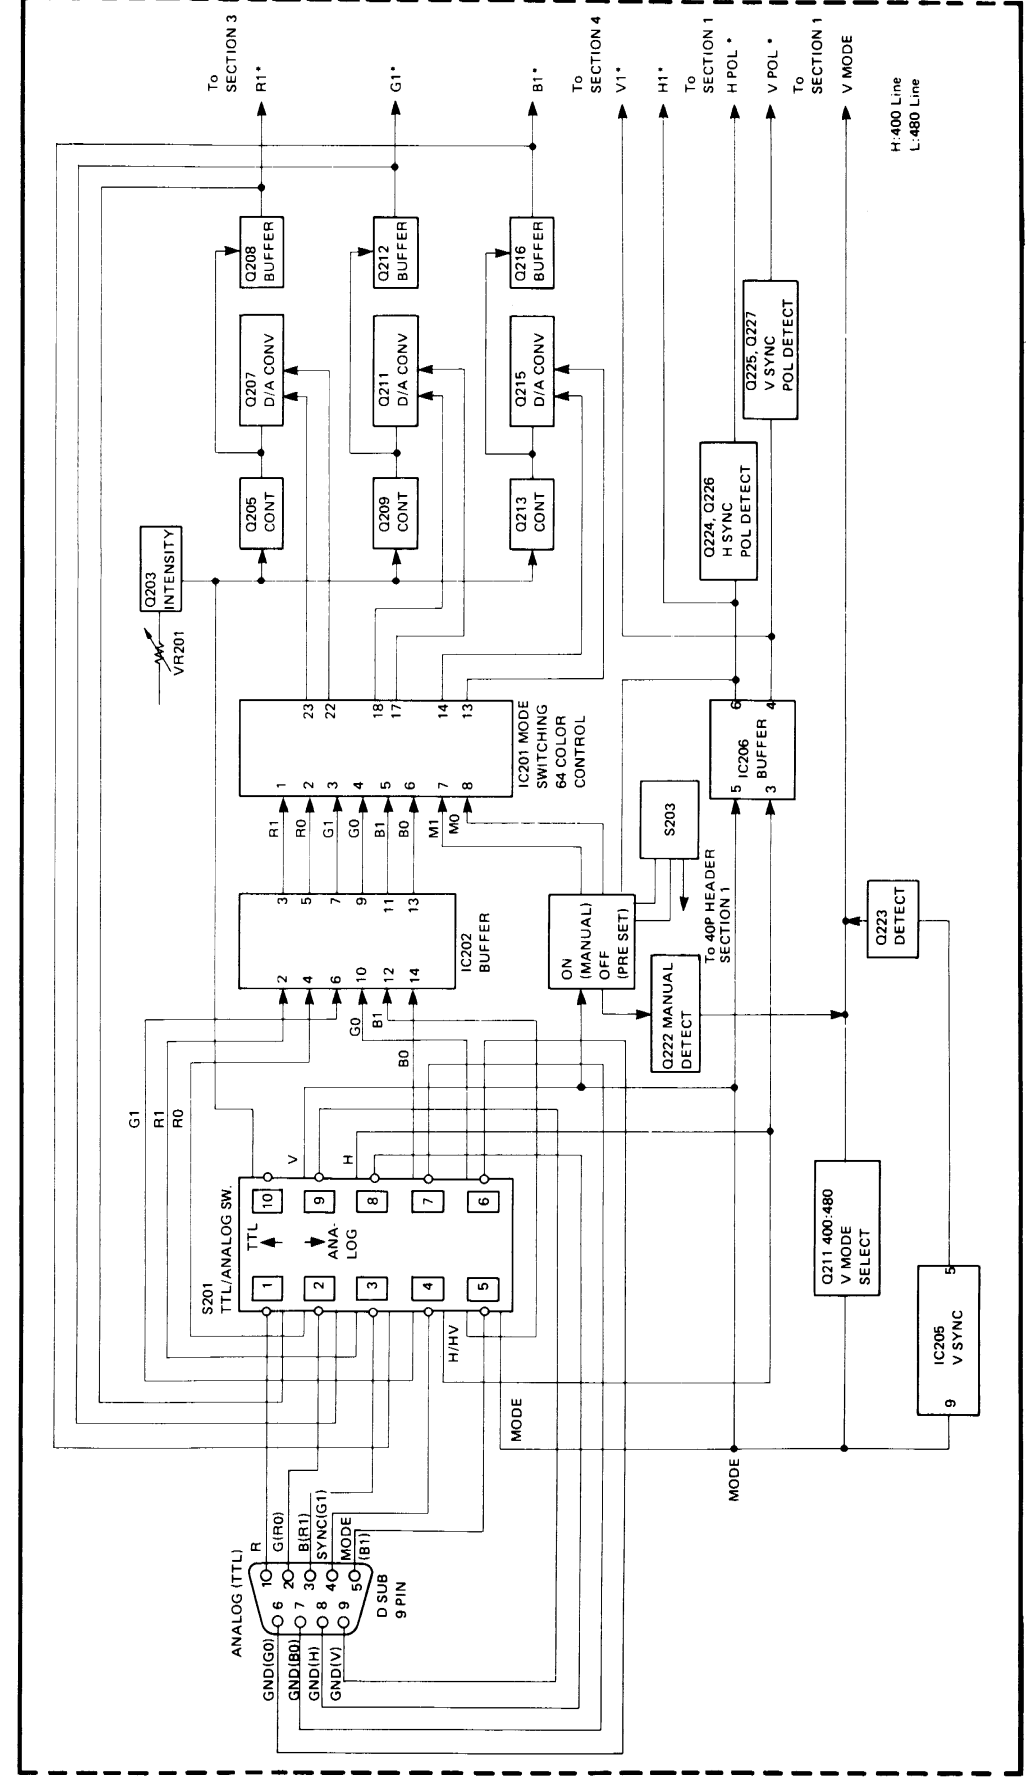 ANALOG (TTL)
R
G(R0)
B(R1)
SYNC(G1)
MODE
(B1)
1
2
3
4
5
6
7
8
9
D SUB
9 PIN
GND(G0)
GND(B0)
GND(H)
GND(V)
S201
TTL/ANALOG SW.
TTL
ANA-
LOG
1
2
3
4
5
10
9
8
7
6
H/HV
MODE
MODE
G1
R1
R0
V
H
G0
B1
B0
2
4
6
10
12
14
3
5
7
9
11
13
IC202
BUFFER
R1
R0
G1
G0
B1
B0
M1
M0
1
2
3
4
5
6
7
8
23
22
18
17
14
13
IC201 MODE
SWITCHING
64 COLOR
CONTROL
VR201
Q203
INTENSITY
Q205
CONT
Q207
D/A CONV
Q208
BUFFER
Q209
CONT
Q211
D/A CONV
Q212
BUFFER
Q213
CONT
Q215
D/A CONV
Q216
BUFFER
ON
(MANUAL)
OFF
(PRE SET)
S203
To 40P HEADER
SECTION 1
Q222 MANUAL
DETECT
5
3
6
4
IC206
BUFFER
Q224, Q226
H SYNC
POL DETECT
Q225, Q227
V SYNC
POL DETECT
Q211 400:480
V MODE
SELECT
Q223
DETECT
9
5
IC205
V SYNC
To
SECTION 3
R1*
G1*
B1*
To
SECTION 4
V1*
H1*
To
SECTION 1
H POL *
V POL *
To
SECTION 1
V MODE
H:400 Line
L:480 Line